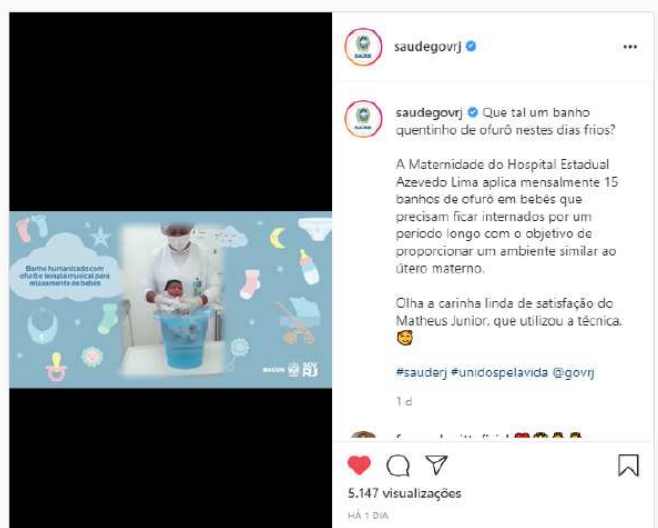 saudegovrj
saudegovrj Que tal um banho
quentinho de ofurô nestes dias frios?
A Maternidade do Hospital Estadual
Azevedo Lima aplica mensalmente 15
banhos de ofurô em bebês que
precisam ficar internados por um
período longo com o objetivo de
proporcionar um ambiente similar ao
útero materno.
Olha a carinha linda de satisfação do
Matheus Junior, que utilizou a técnica.
#sauderj #unidospelavida @govrj
1 d
Banho humanizado com
ofurô e terapia musical para
relaxamento de bebês
SAÚDE
GOV
RJ
5.147 visualizações
HÁ 1 DIA